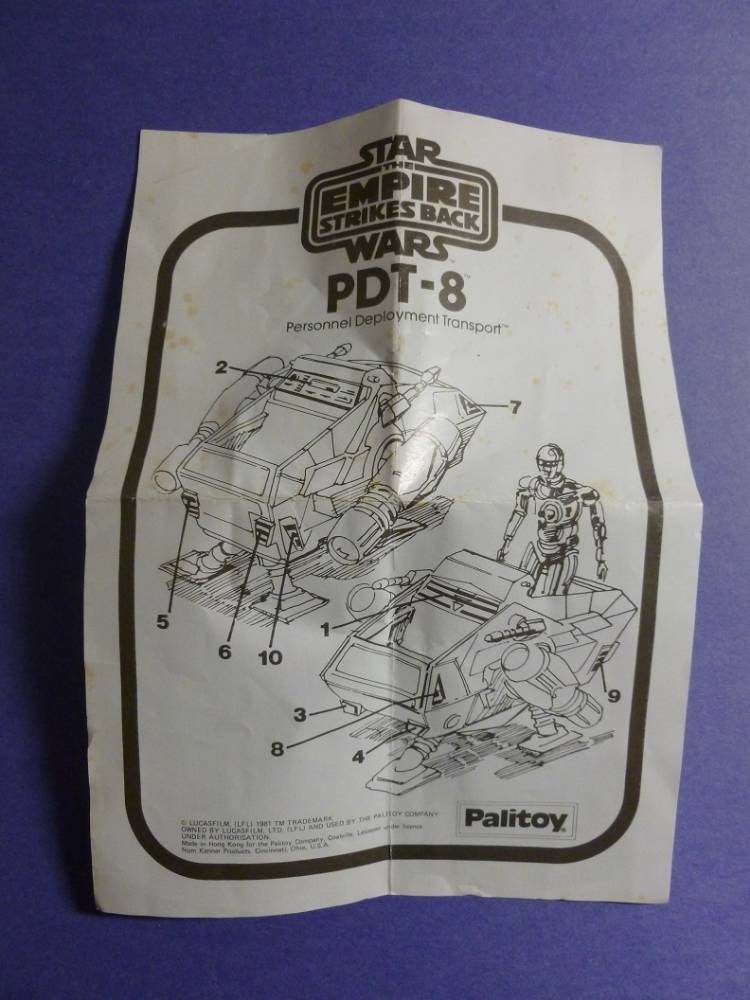 STAR
THE
EMPIRE
STRIKES BACK
WARS™
PDT-8™
Personnel Deployment Transport™
2
7
5
6
10
1
3
8
4
9
© LUCASFILM, (LFL) 1981 TM TRADEMARK
OWNED BY LUCASFILM, LTD. (LFL) AND USED BY THE PALITOY COMPANY
UNDER AUTHORISATION.
Made in Hong Kong for the Palitoy Company, Coalville, Leicester under licence
from Kenner Products, Cincinnati, Ohio, U.S.A.
Palitoy